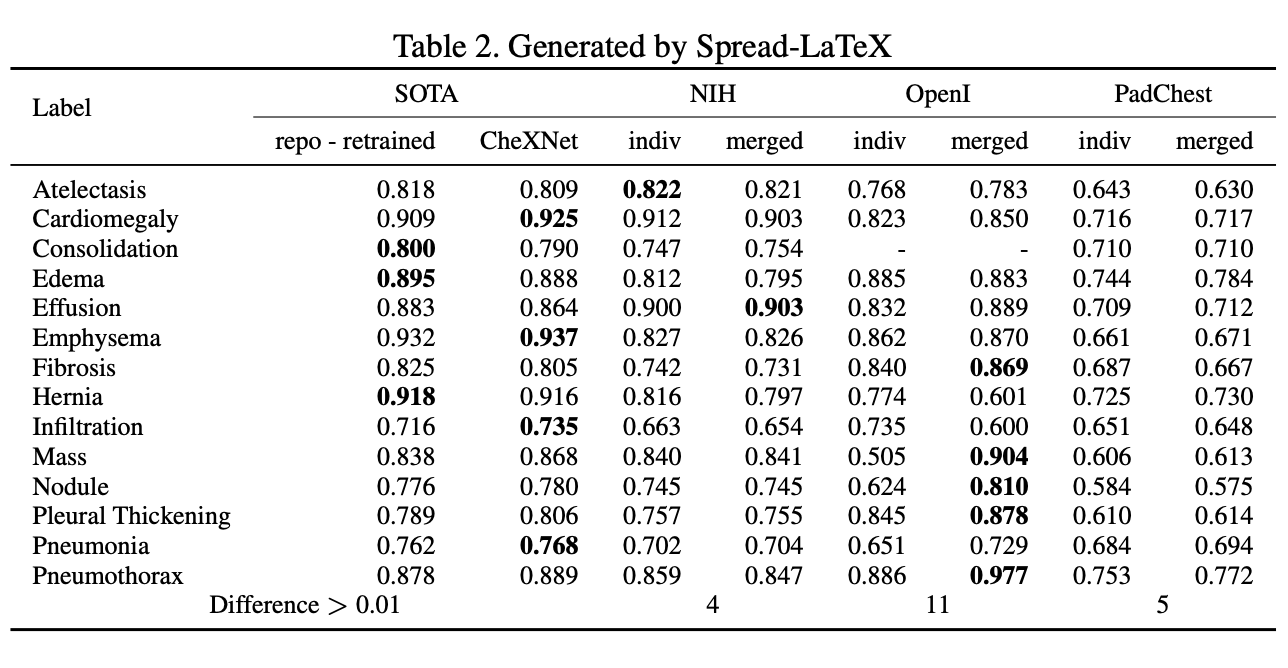 Table 2. Generated by Spread-LaTeX
Label SOTA NIH OpenI PadChest
repo - retrained CheXNet indiv merged indiv merged indiv merged
Atelectasis 0.818 0.809 0.822 0.821 0.768 0.783 0.643 0.630
Cardiomegaly 0.909 0.925 0.912 0.903 0.823 0.850 0.716 0.717
Consolidation 0.800 0.790 0.747 0.754 - - 0.710 0.710
Edema 0.895 0.888 0.812 0.795 0.885 0.883 0.744 0.784
Effusion 0.883 0.864 0.900 0.903 0.832 0.889 0.709 0.712
Emphysema 0.932 0.937 0.827 0.826 0.862 0.870 0.661 0.671
Fibrosis 0.825 0.805 0.742 0.731 0.840 0.869 0.687 0.667
Hernia 0.918 0.916 0.816 0.797 0.774 0.601 0.725 0.730
Infiltration 0.716 0.735 0.663 0.654 0.735 0.600 0.651 0.648
Mass 0.838 0.868 0.840 0.841 0.505 0.904 0.606 0.613
Nodule 0.776 0.780 0.745 0.745 0.624 0.810 0.584 0.575
Pleural Thickening 0.789 0.806 0.757 0.755 0.845 0.878 0.610 0.614
Pneumonia 0.762 0.768 0.702 0.704 0.651 0.729 0.684 0.694
Pneumothorax 0.878 0.889 0.859 0.847 0.886 0.977 0.753 0.772
Difference > 0.01 4 11 5